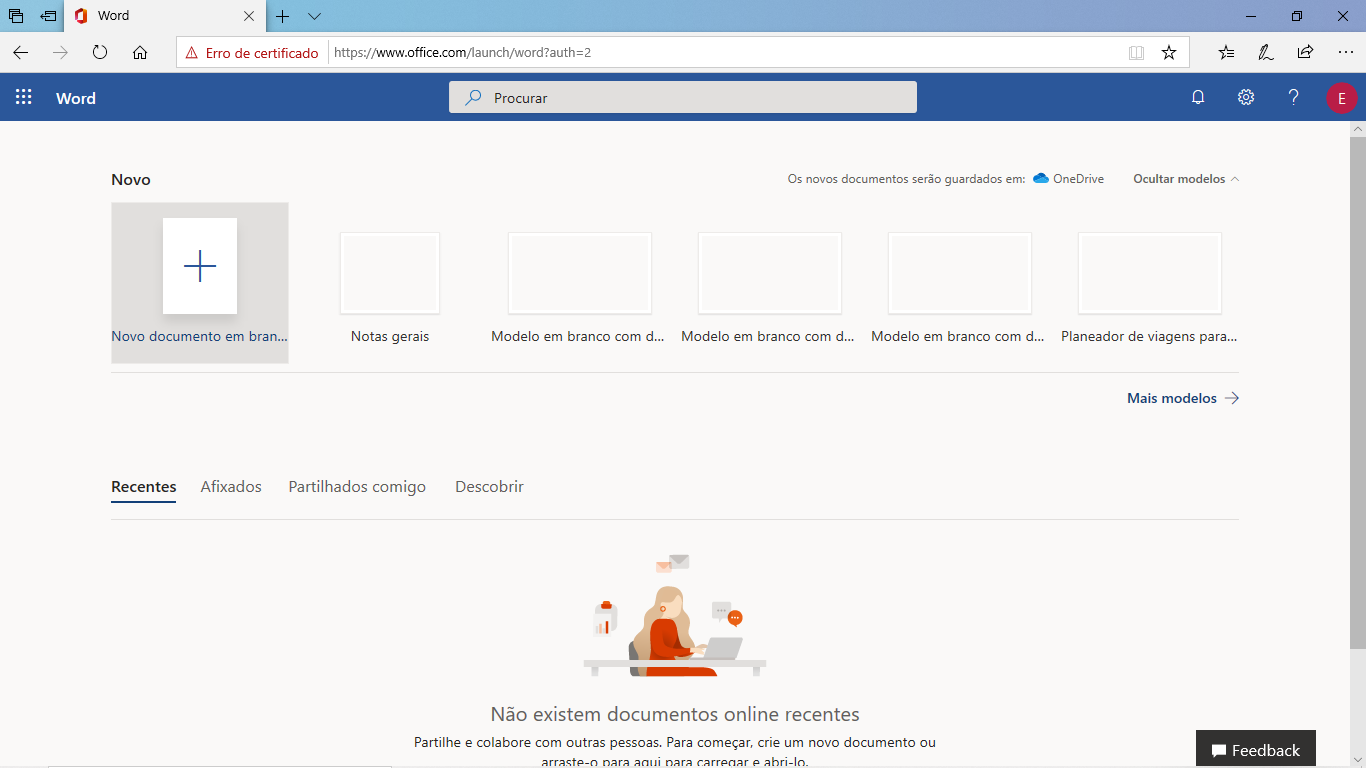 Word
Erro de certificado
https://www.office.com/launch/word?auth=2
Word
Procurar
E
Novo
Os novos documentos serão guardados em: OneDrive
Ocultar modelos
Novo documento em bran...
Notas gerais
Modelo em branco com d...
Modelo em branco com d...
Modelo em branco com d...
Planeador de viagens para...
Mais modelos
Recentes
Afixados
Partilhados comigo
Descobrir
Não existem documentos online recentes
Partilhe e colabore com outras pessoas. Para começar, crie um novo documento ou
arraste-o para aqui para carregar e abri-lo.
Feedback